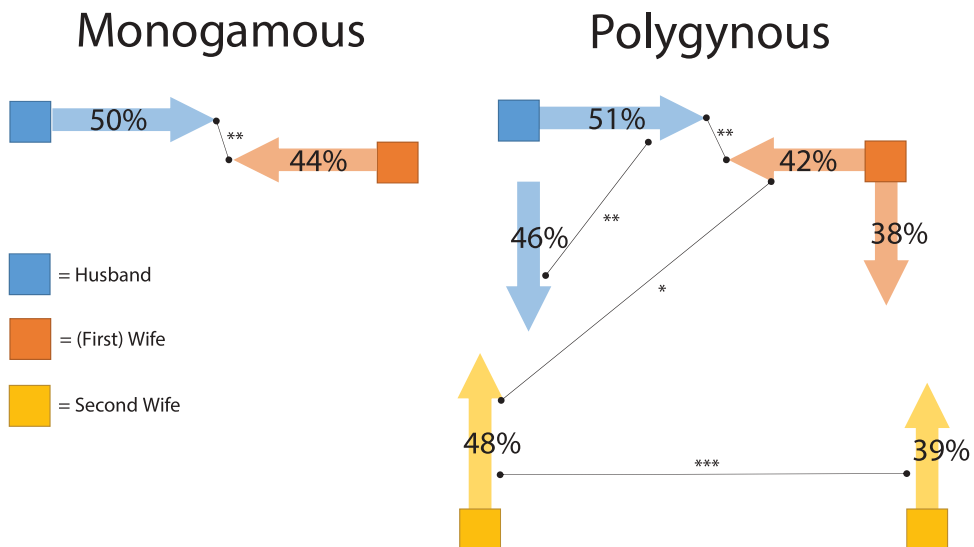 Monogamous
Polygynous
50%
**
44%
51%
**
42%
46%
**
38%
*
= Husband
= (First) Wife
= Second Wife
48%
***
39%